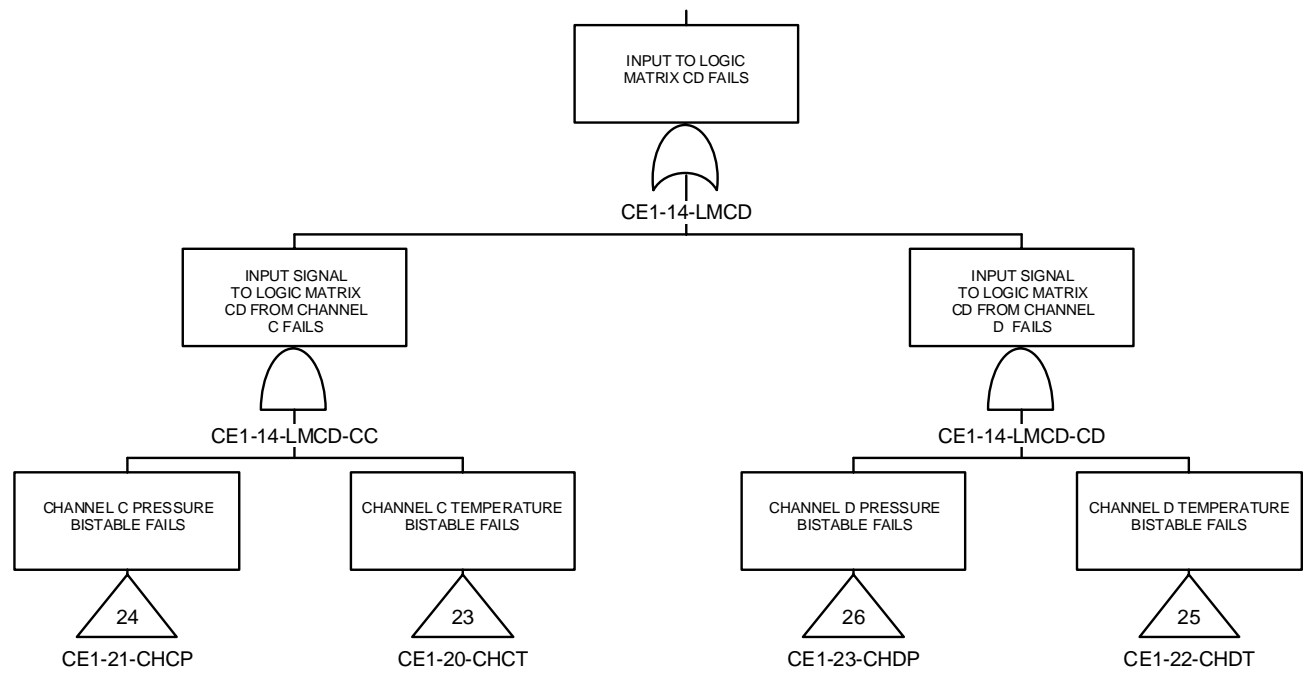 INPUT TO LOGIC
MATRIX CD FAILS
CE1-14-LMCD
INPUT SIGNAL
TO LOGIC MATRIX
CD FROM CHANNEL
C FAILS
INPUT SIGNAL
TO LOGIC MATRIX
CD FROM CHANNEL
D FAILS
CE1-14-LMCD-CC
CE1-14-LMCD-CD
CHANNEL C PRESSURE
BISTABLE FAILS
CHANNEL C TEMPERATURE
BISTABLE FAILS
CHANNEL D PRESSURE
BISTABLE FAILS
CHANNEL D TEMPERATURE
BISTABLE FAILS
24
23
26
25
CE1-21-CHCP
CE1-20-CHCT
CE1-23-CHDP
CE1-22-CHDT